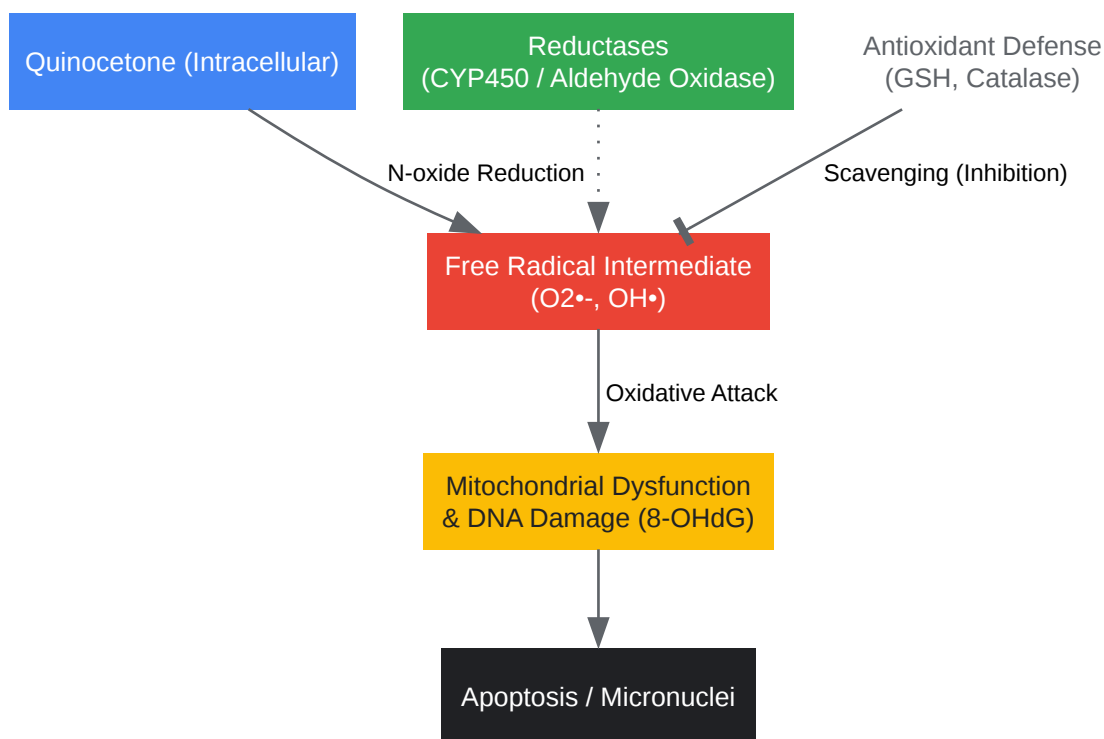 Quinocetone (Intracellular)
Reductases
(CYP450 / Aldehyde Oxidase)
Antioxidant Defense
(GSH, Catalase)
N-oxide Reduction
Scavenging (Inhibition)
Free Radical Intermediate
(O2•-, OH•)
Oxidative Attack
Mitochondrial Dysfunction
& DNA Damage (8-OHdG)
Apoptosis / Micronuclei